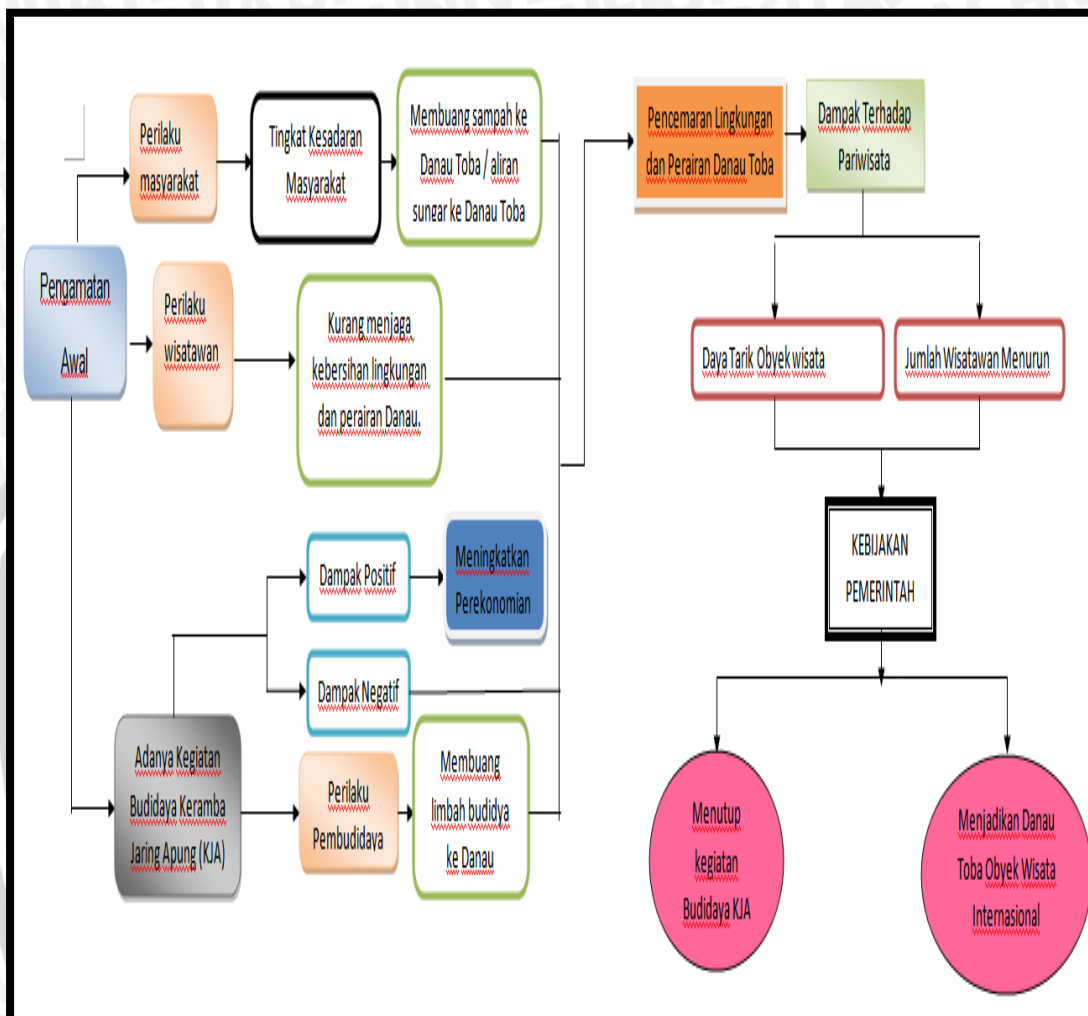 Perilaku
masyarakat
Tingkat Kesadaran
Masyarakat
Membuang sampah ke
Danau Toba / aliran
sungar ke Danau Toba
Pencemaran Lingkungan
dan Perairan Danau Toba
Dampak Terhadap
Pariwisata
Pengamatan
Awal
Perilaku
wisatawan
Kurang menjaga
kebersihan lingkungan
dan perairan Danau.
Daya Tarik Obyek wisata
Jumlah Wisatawan Menurun
Dampak Positif
Meningkatkan
Perekonomian
KEBIJAKAN
PEMERINTAH
Dampak Negatif
Adanya Kegiatan
Budidaya Keramba
Jaring Apung (KJA)
Perilaku
Pembudidaya
Membuang
limbah budidya
ke Danau
Menutup
kegiatan
Budidaya KJA
Menjadikan Danau
Toba Obyek Wisata
Internasional